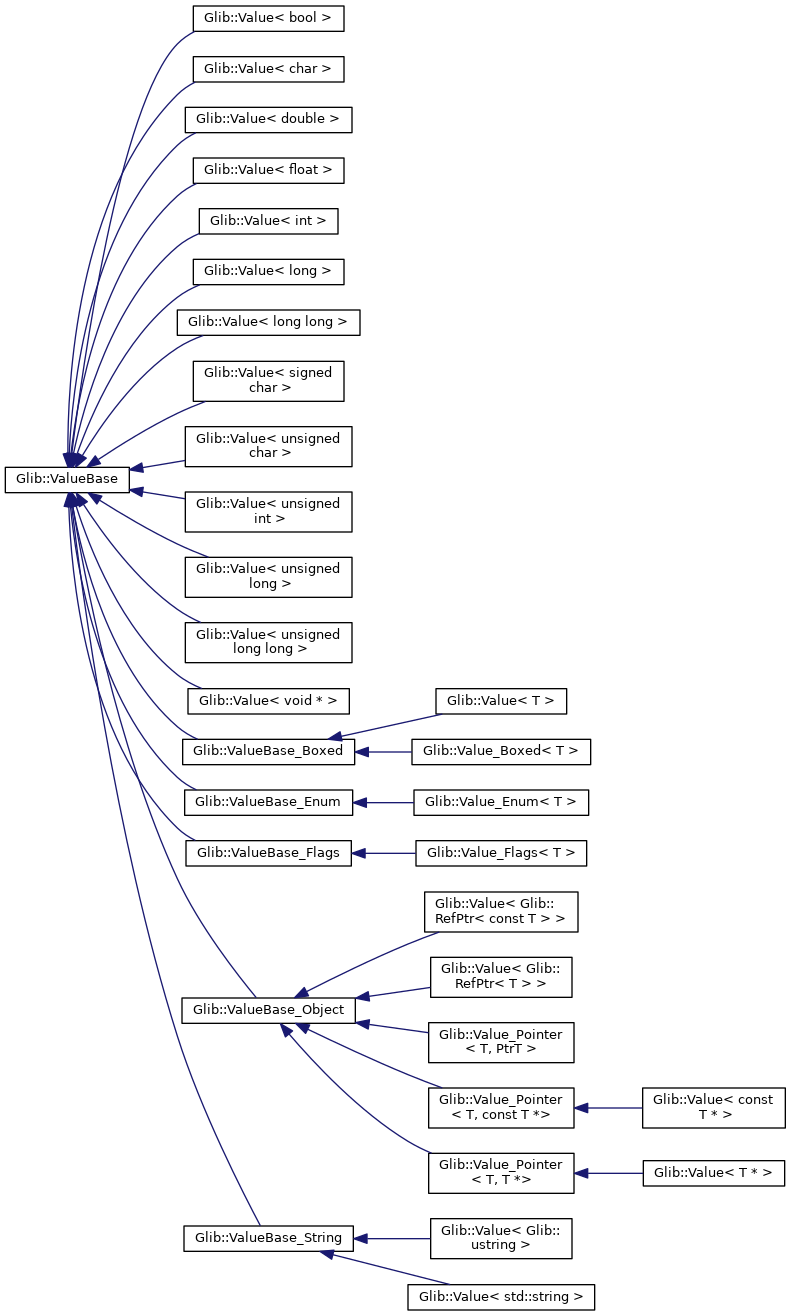 Glib::Value< bool >
Glib::Value< char >
Glib::Value< double >
Glib::Value< float >
Glib::Value< int >
Glib::Value< long >
Glib::Value< long long >
Glib::Value< signed
char >
Glib::Value< unsigned
char >
Glib::ValueBase
Glib::Value< unsigned
int >
Glib::Value< unsigned
long >
Glib::Value< unsigned
long long >
Glib::Value< void * >
Glib::Value< T >
Glib::ValueBase_Boxed
Glib::Value_Boxed< T >
Glib::ValueBase_Enum
Glib::Value_Enum< T >
Glib::ValueBase_Flags
Glib::Value_Flags< T >
Glib::Value< Glib::
RefPtr< const T > >
Glib::Value< Glib::
RefPtr< T > >
Glib::ValueBase_Object
Glib::Value_Pointer
< T, PtrT >
Glib::Value_Pointer
< T, const T *>
Glib::Value< const
T * >
Glib::Value_Pointer
< T, T *>
Glib::Value< T * >
Glib::ValueBase_String
Glib::Value< Glib::
ustring >
Glib::Value< std::string >